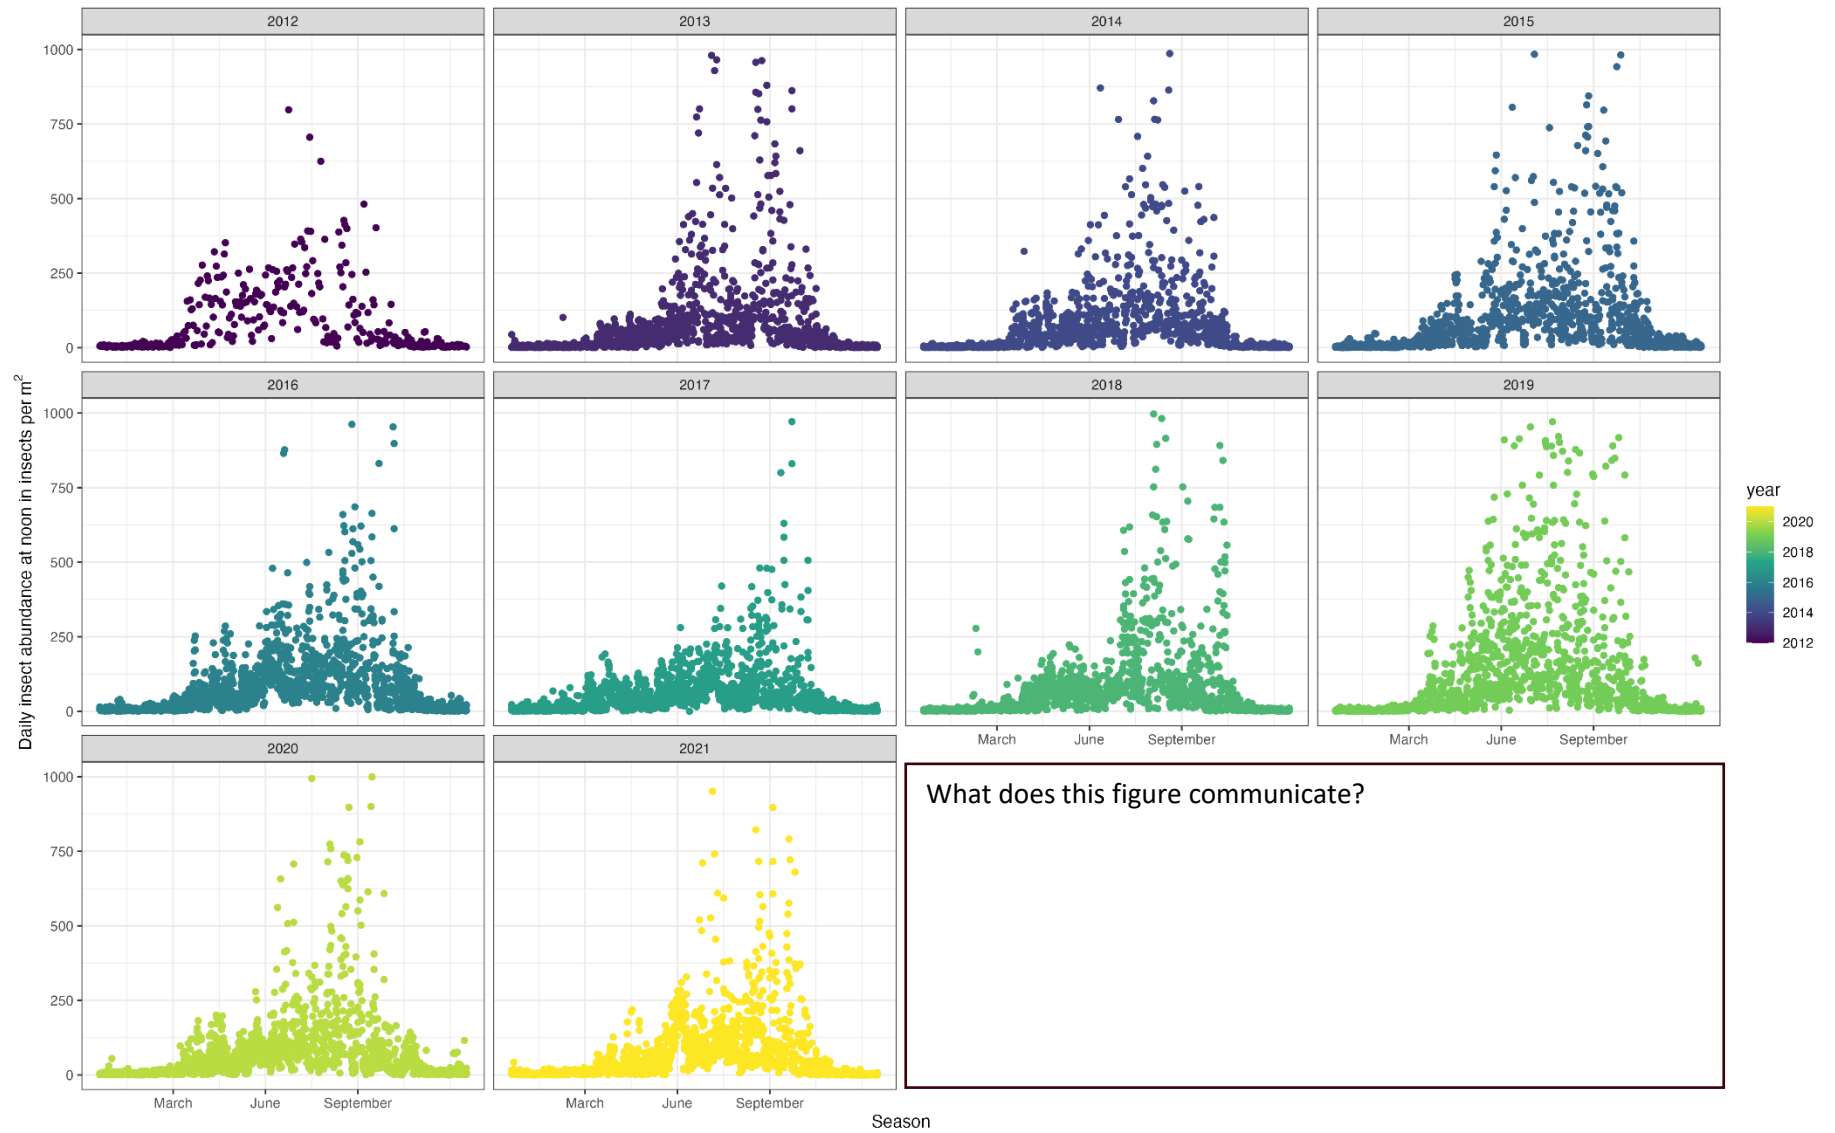 2012
2013
2014
2015
1000
750
500
250
0
2016
2017
2018
2019
1000
750
500
250
0
March
June
September
March
June
September
2020
2021
1000
750
500
250
0
March
June
September
March
June
September
What does this figure communicate?
Daily insect abundance at noon in insects per m²
Season
year
2020
2018
2016
2014
2012